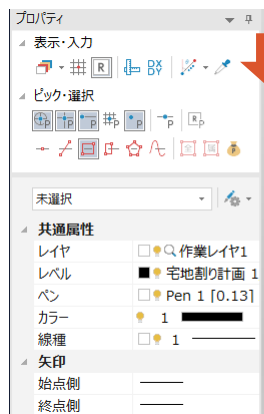 プロパティ
表示・入力
R
DX
DY
ピック・選択
P P P P P P R P
未選択
共通属性
レイヤ 作業レイヤ1
レベル 宅地割り計画 1
ペン Pen 1 [0.13]
カラー 1
線種 1
矢印
始点側
終点側